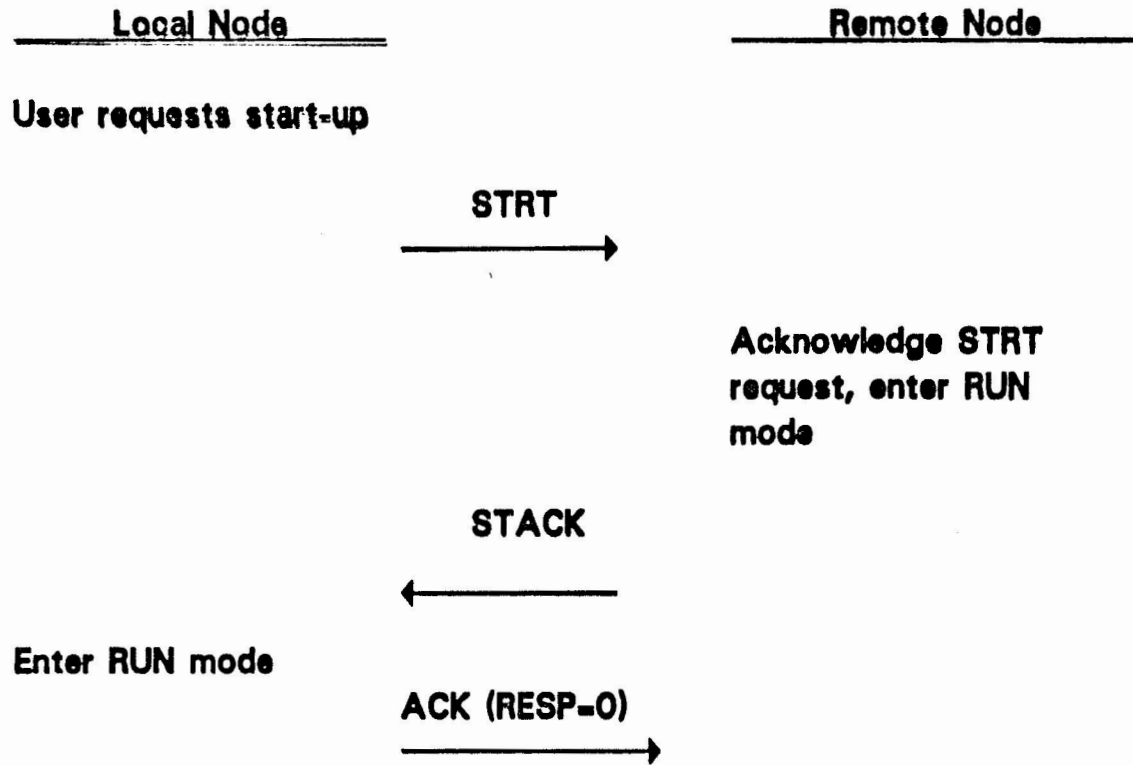 Local Node
Remote Node
User requests start-up
STRT
Acknowledge STRT
request, enter RUN
mode
STACK
Enter RUN mode
ACK (RESP=0)